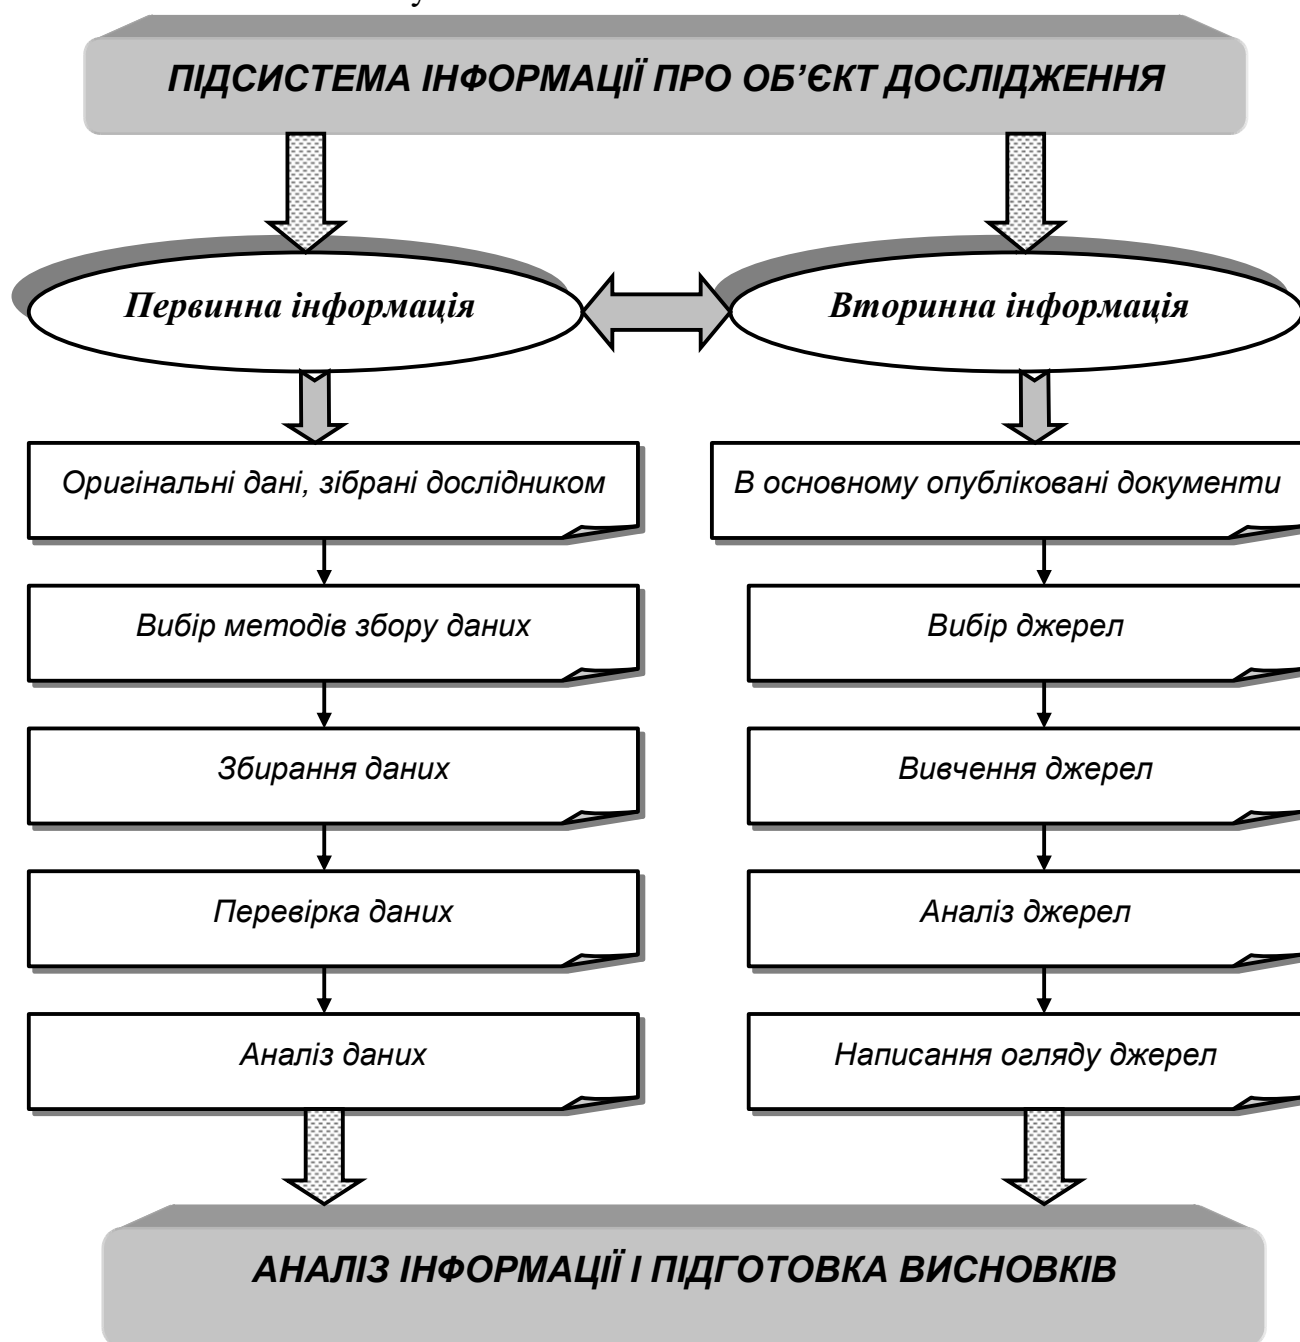 у
ПІДСИСТЕМА ІНФОРМАЦІЇ ПРО ОБ’ЄКТ ДОСЛІДЖЕННЯ
Первинна інформація
Вторинна інформація
Оригінальні дані, зібрані дослідником
В основному опубліковані документи
Вибір методів збору даних
Вибір джерел
Збирання даних
Вивчення джерел
Перевірка даних
Аналіз джерел
Аналіз даних
Написання огляду джерел
АНАЛІЗ ІНФОРМАЦІЇ І ПІДГОТОВКА ВИСНОВКІВ